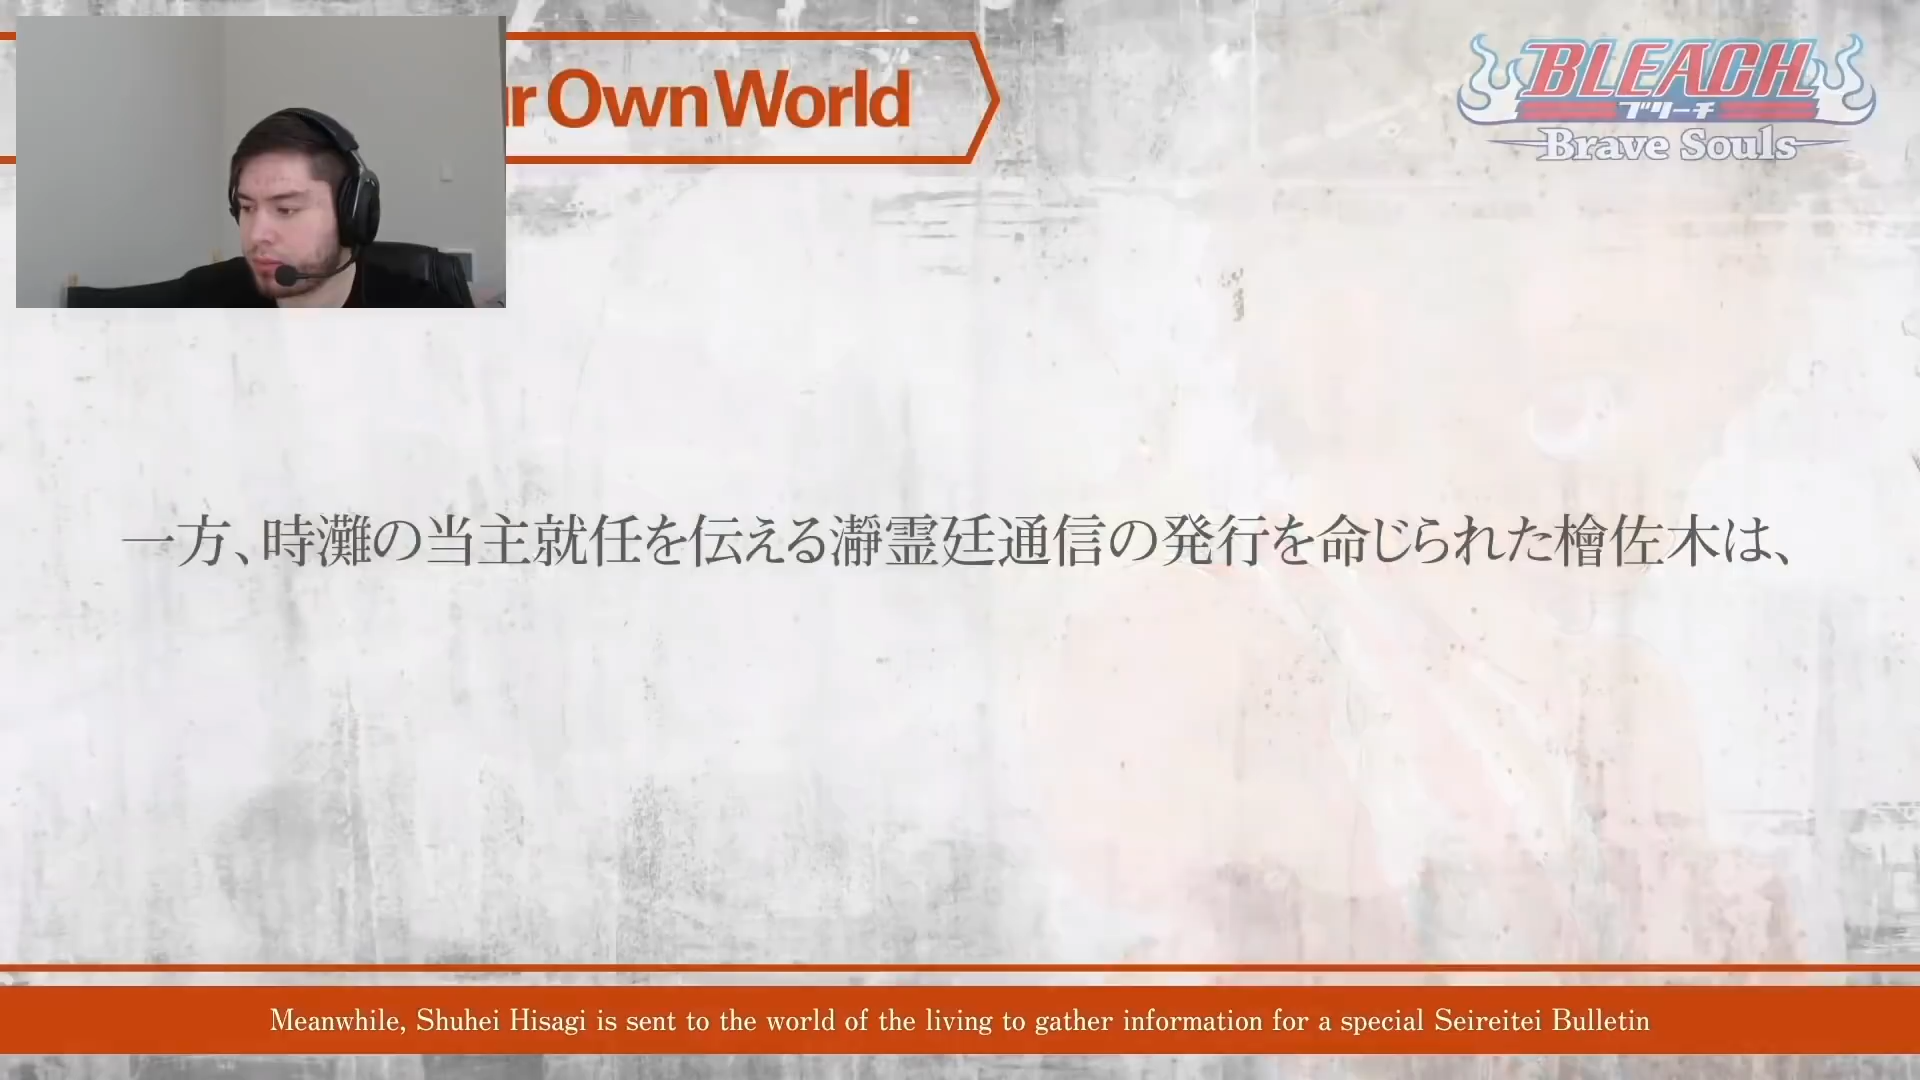 r Own World
BLEACH
ブリーチ
Brave Souls
一方、時灘の当主就任を伝える瀞霊廷通信の発行を命じられた檜佐木は、
Meanwhile, Shuhei Hisagi is sent to the world of the living to gather information for a special Seireitei Bulletin